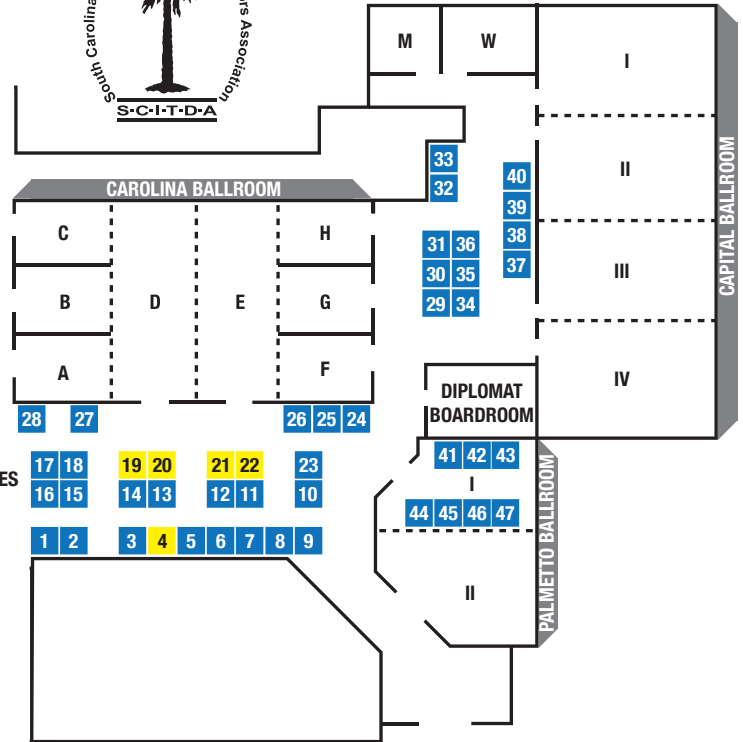 South Carolina
rs Association
S·C·I·T·D·A
M
W
I
II
III
IV
CAPITAL BALLROOM
33
32
40
39
38
37
31 36
30 35
29 34
CAROLINA BALLROOM
C
B
A
D
E
H
G
F
28
27
26 25 24
DIPLOMAT
BOARDROOM
17 18
19 20
21 22
23
ES
16 15
14 13
12 11
10
1 2
3 4 5 6 7 8 9
41 42 43
I
44 45 46 47
II
PALMETTO BALLROOM